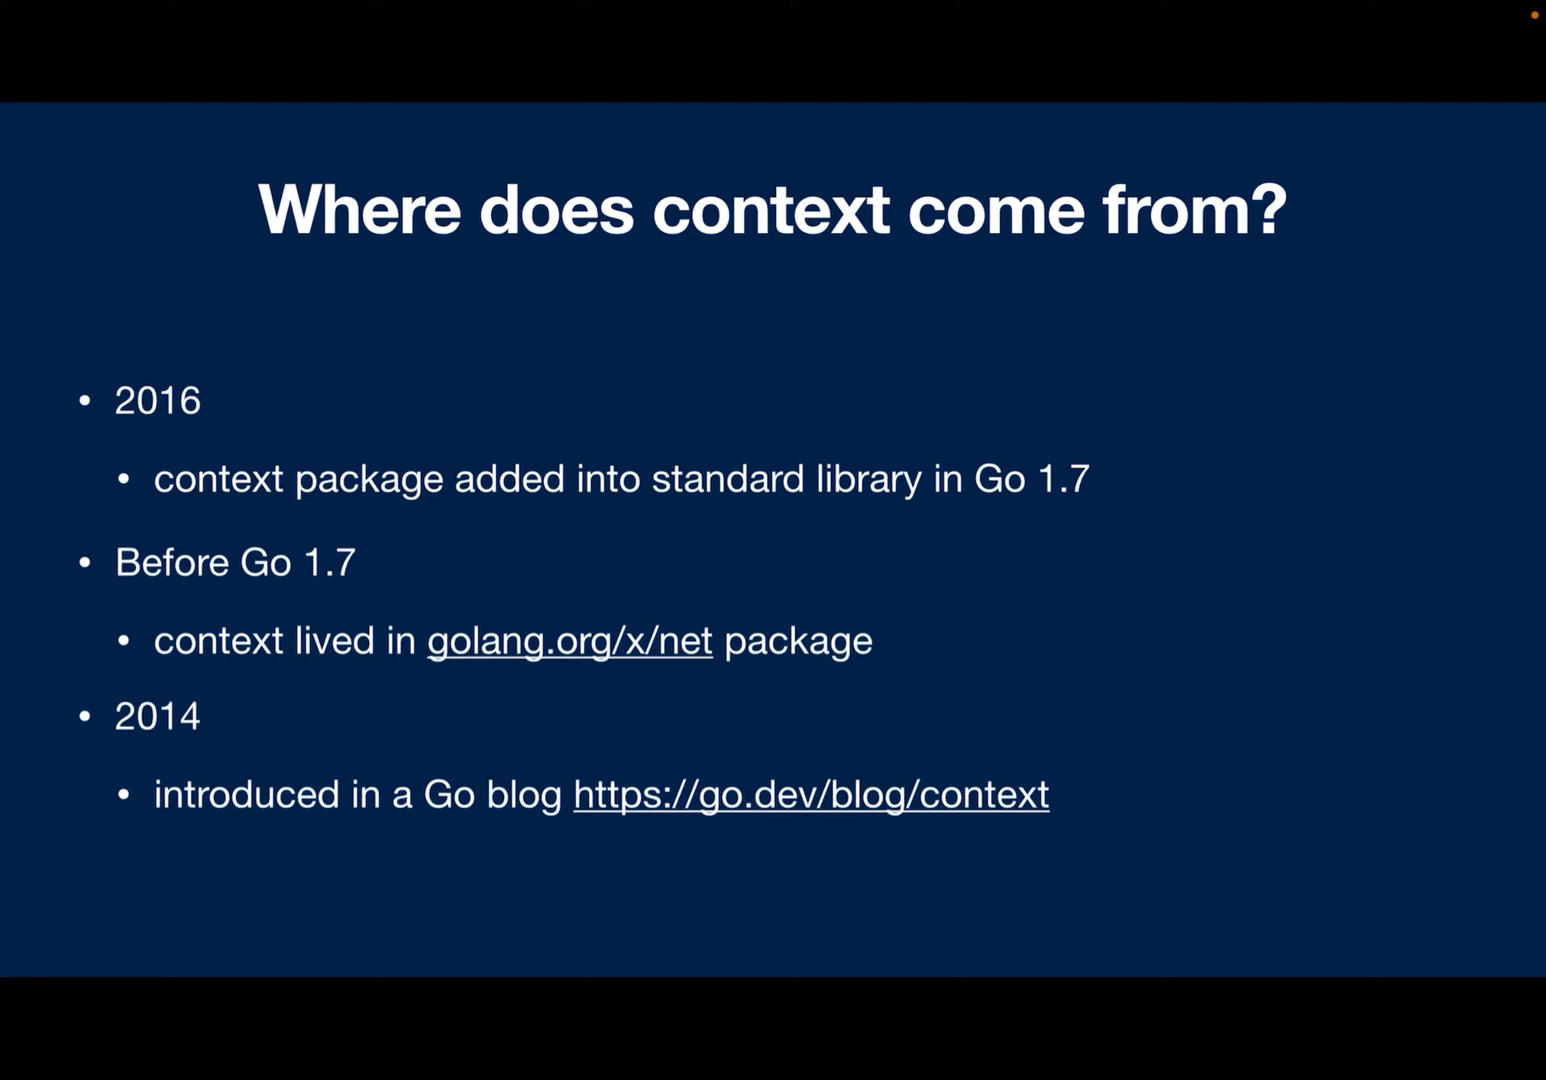 Where does context come from?
• 2016
• context package added into standard library in Go 1.7
• Before Go 1.7
• context lived in golang.org/x/net package
• 2014
• introduced in a Go blog https://go.dev/blog/context